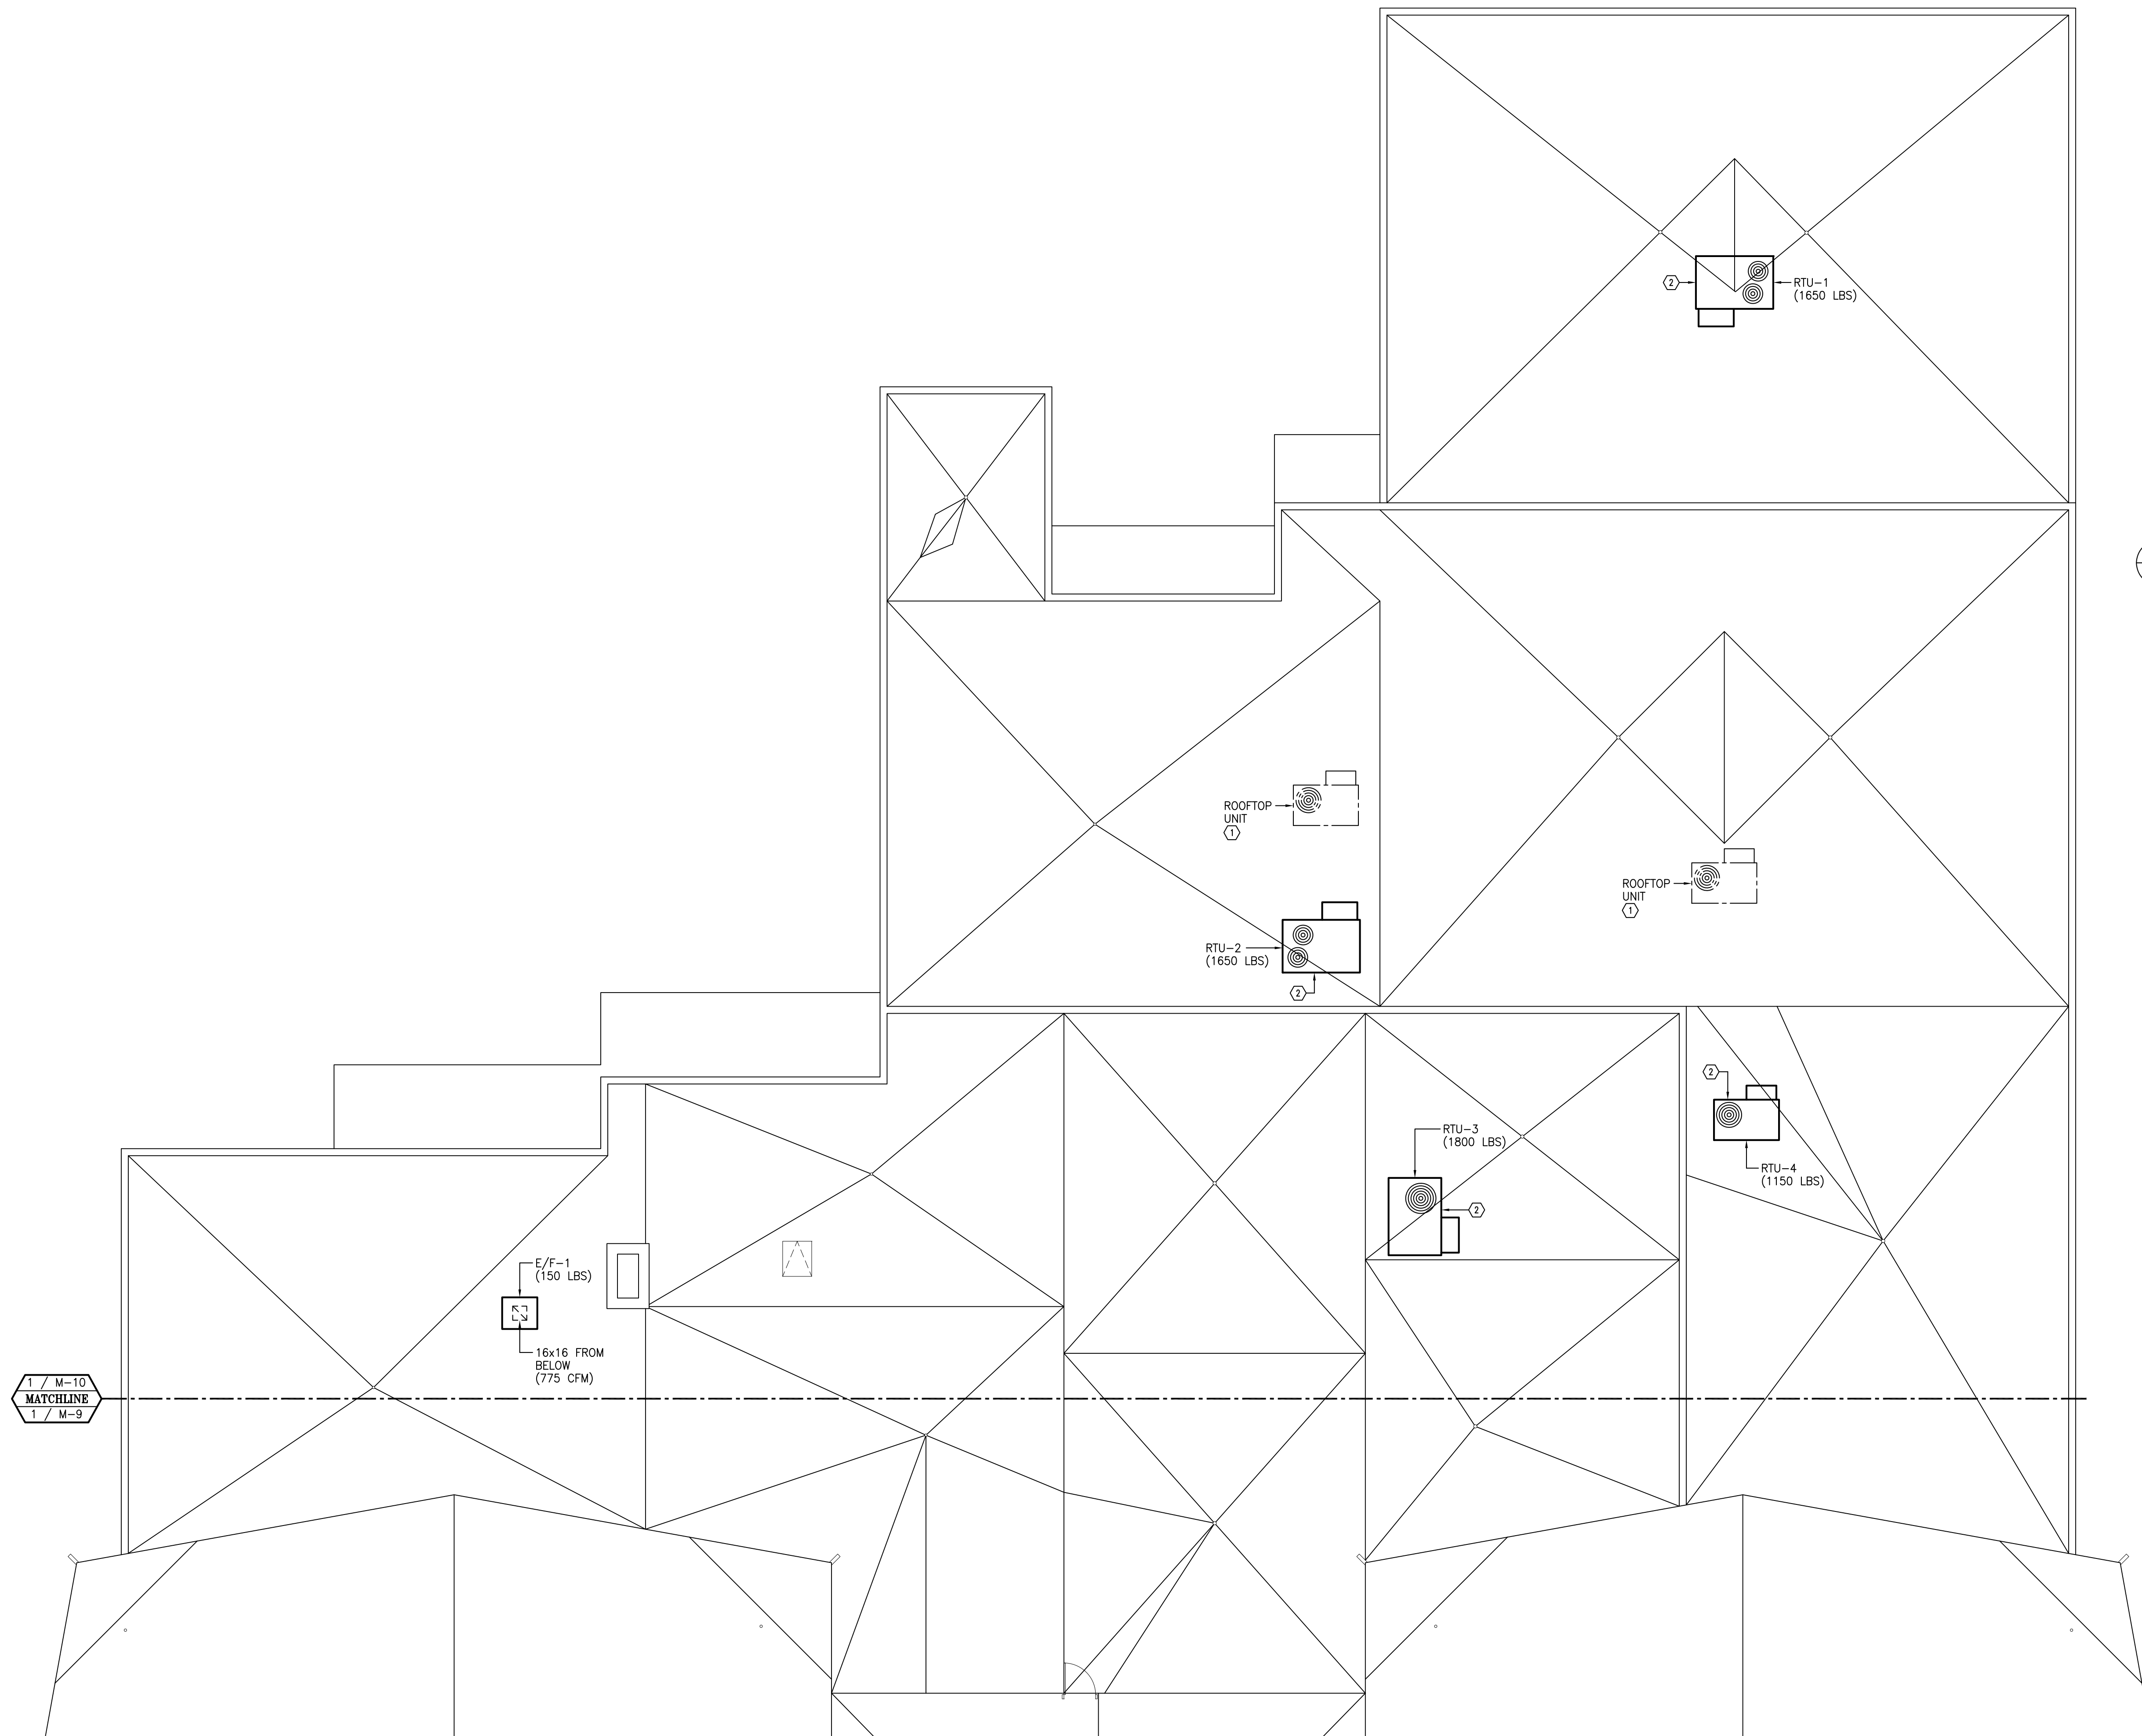 2
RTU-1
(1650 LBS)
ROOFTOP
UNIT
1
ROOFTOP
UNIT
1
RTU-2
(1650 LBS)
2
2
RTU-3
(1800 LBS)
RTU-4
(1150 LBS)
2
E/F-1
(150 LBS)
16x16 FROM
BELOW
(775 CFM)
1 / M-10
MATCHLINE
1 / M-9